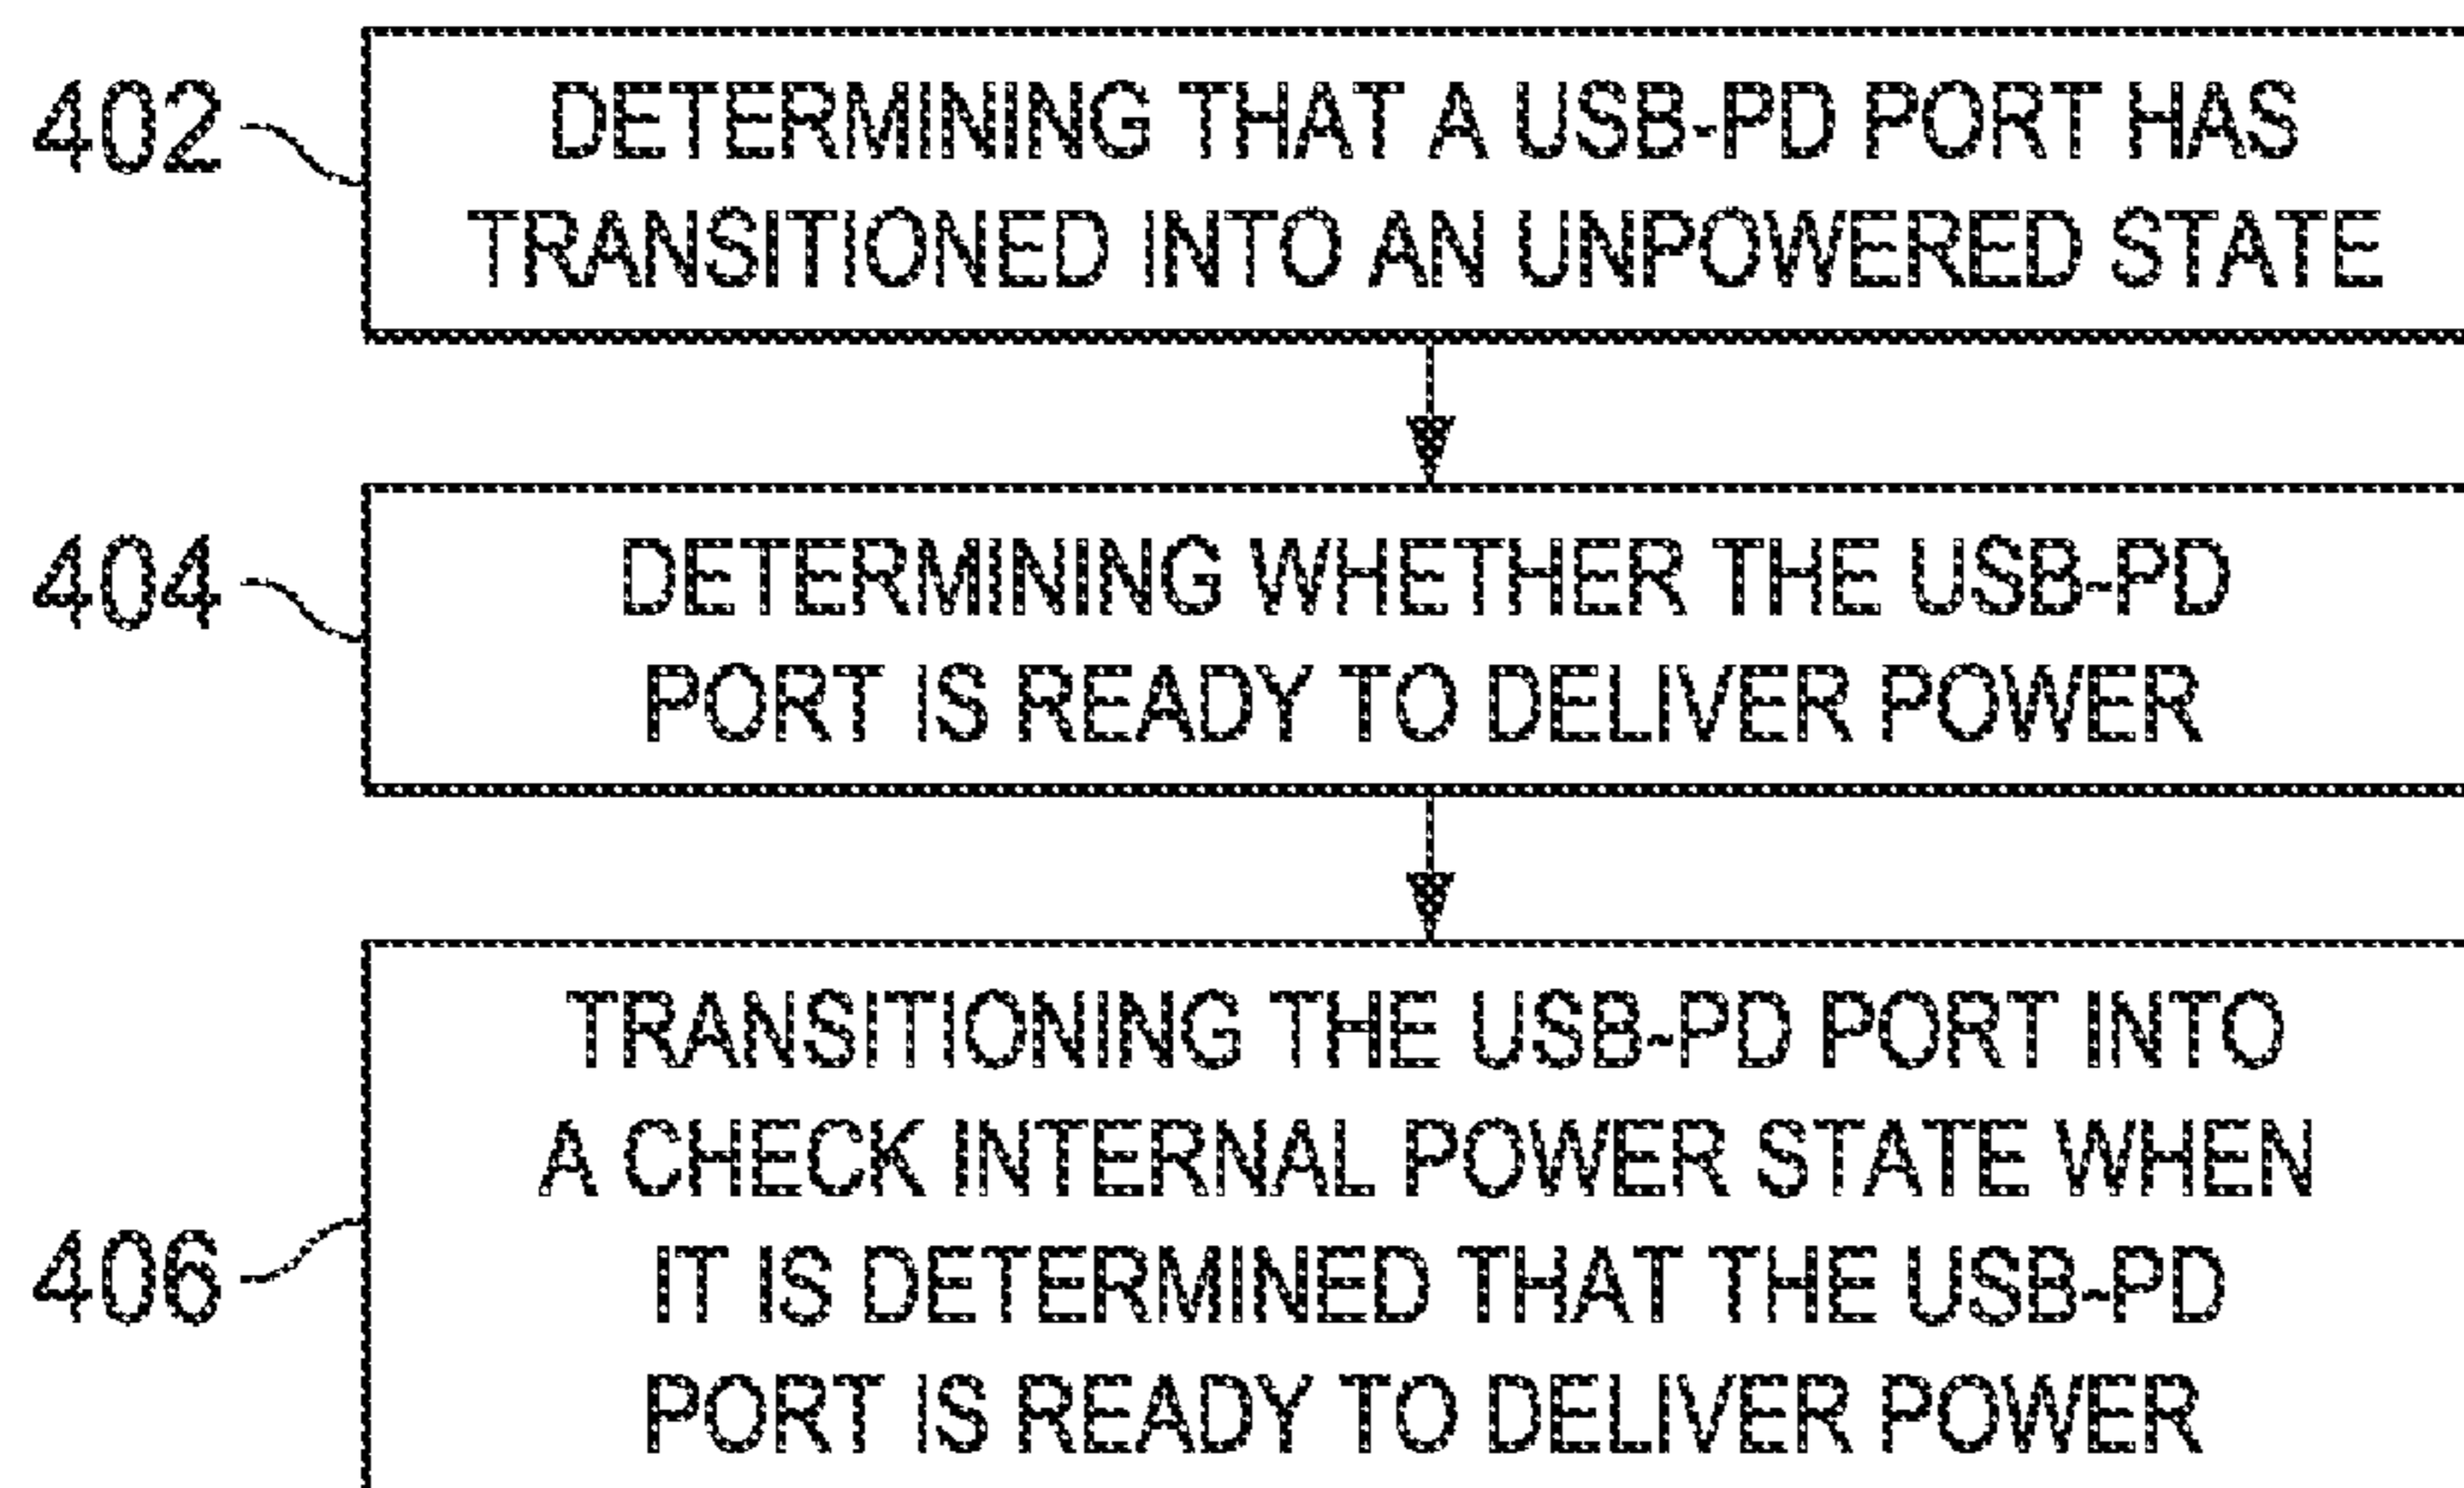 402
DETERMINING THAT A USB-PD PORT HAS
TRANSITIONED INTO AN UNPOWERED STATE
404
DETERMINING WHETHER THE USB-PD
PORT IS READY TO DELIVER POWER
406
TRANSITIONING THE USB-PD PORT INTO
A CHECK INTERNAL POWER STATE WHEN
IT IS DETERMINED THAT THE USB-PD
PORT IS READY TO DELIVER POWER